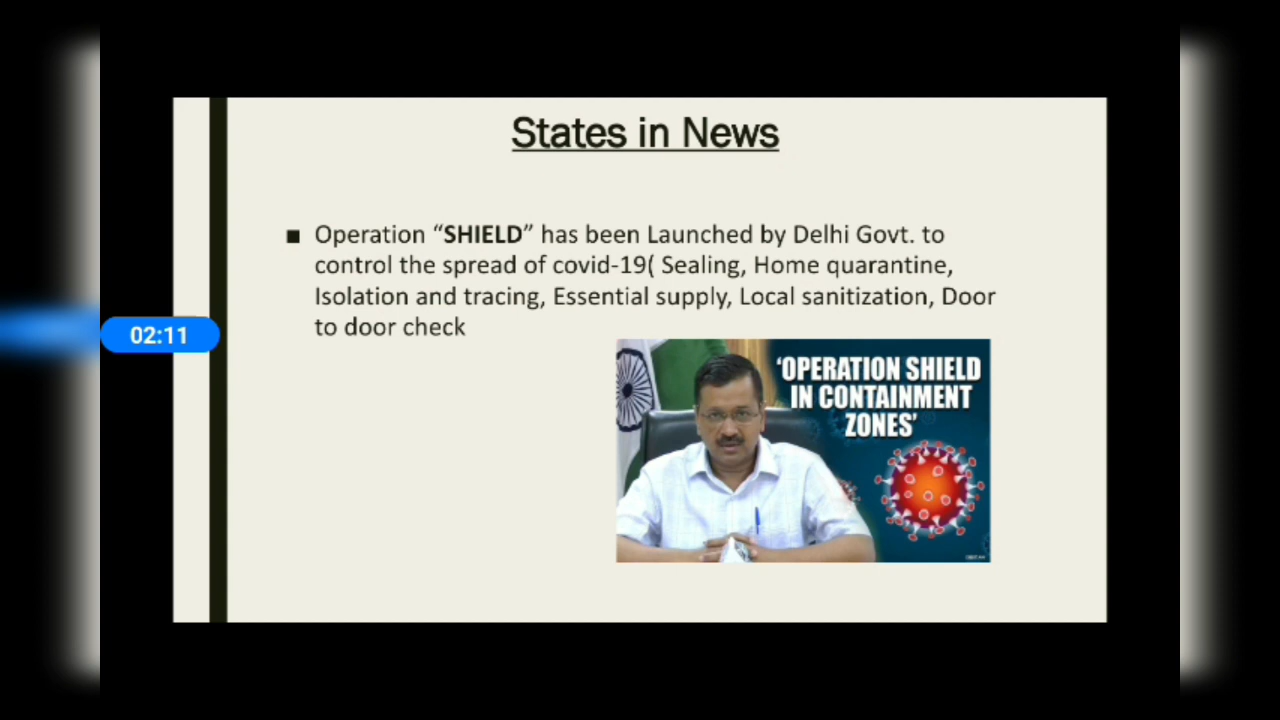 States in News
■ Operation “SHIELD” has been Launched by Delhi Govt. to
control the spread of covid-19( Sealing, Home quarantine,
Isolation and tracing, Essential supply, Local sanitization, Door
to door check
02:11
‘OPERATION SHIELD
IN CONTAINMENT
ZONES’